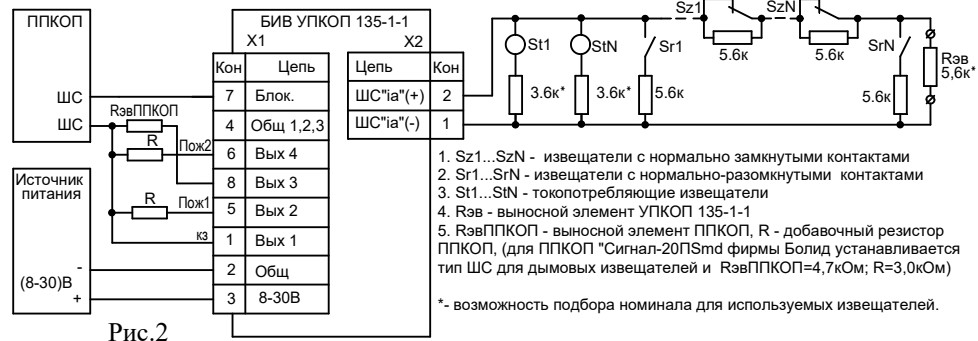 ППКОП
ШС
ШС
RэвППКОП
R
Пож2
R
Пож1
кз
Источник
питания
-
(8-30)В
+
БИВ УПКОП 135-1-1
X1
X2
Кон
Цепь
7
Блок.
4
Общ 1,2,3
6
Вых 4
8
Вых 3
5
Вых 2
1
Вых 1
2
Общ
3
8-30В
Цепь
Кон
ШС"ia"(+)
2
ШС"ia"(-)
1
St1
StN
Sr1
Sz1
SzN
SrN
3.6к*
3.6к*
5.6к
5.6к
5.6к
5.6к
Rэв
5,6к*
1. Sz1...SzN - извещатели с нормально замкнутыми контактами
2. Sr1...SrN - извещатели с нормально-разомкнутыми контактами
3. St1...StN - токопотребляющие извещатели
4. Rэв - выносной элемент УПКОП 135-1-1
5. RэвППКОП - выносной элемент ППКОП, R - добавочный резистор
ППКОП, (для ППКОП "Сигнал-20ПSmd фирмы Болид устанавливается
тип ШС для дымовых извещателей и RэвППКОП=4,7кОм; R=3,0кОм)
*- возможность подбора номинала для используемых извещателей.
Рис.2